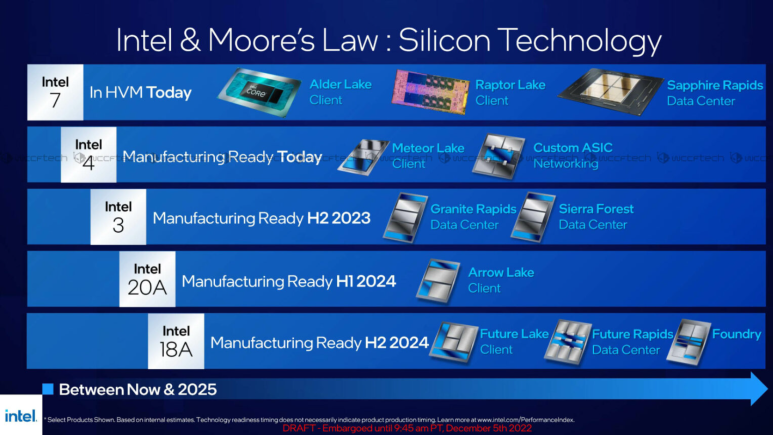 Intel & Moore's Law : Silicon Technology
Intel
7
In HVM Today
CORE
Alder Lake
Client
Raptor Lake
Client
Sapphire Rapids
Data Center
Intel
4
Manufacturing Ready Today
Meteor Lake
Client
Custom ASIC
Networking
wccftech
Intel
3
Manufacturing Ready H2 2023
Granite Rapids
Data Center
Sierra Forest
Data Center
Intel
20A
Manufacturing Ready H1 2024
Arrow Lake
Client
Intel
18A
Manufacturing Ready H2 2024
Future Lake
Client
Future Rapids
Data Center
Foundry
Between Now & 2025
intel.
* Select Products Shown. Based on internal estimates. Technology readiness timing does not necessarily indicate product production timing. Learn more at www.intel.com/PerformanceIndex.
DRAFT - Embargoed until 9:45 am PT, December 5th 2022